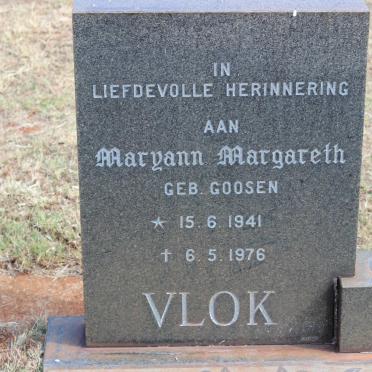 IN
LIEFDEVOLLE HERINNERING
AAN
Maryann Margareth
GEB. GOOSEN
* 15.6.1941
† 6.5.1976
VLOK